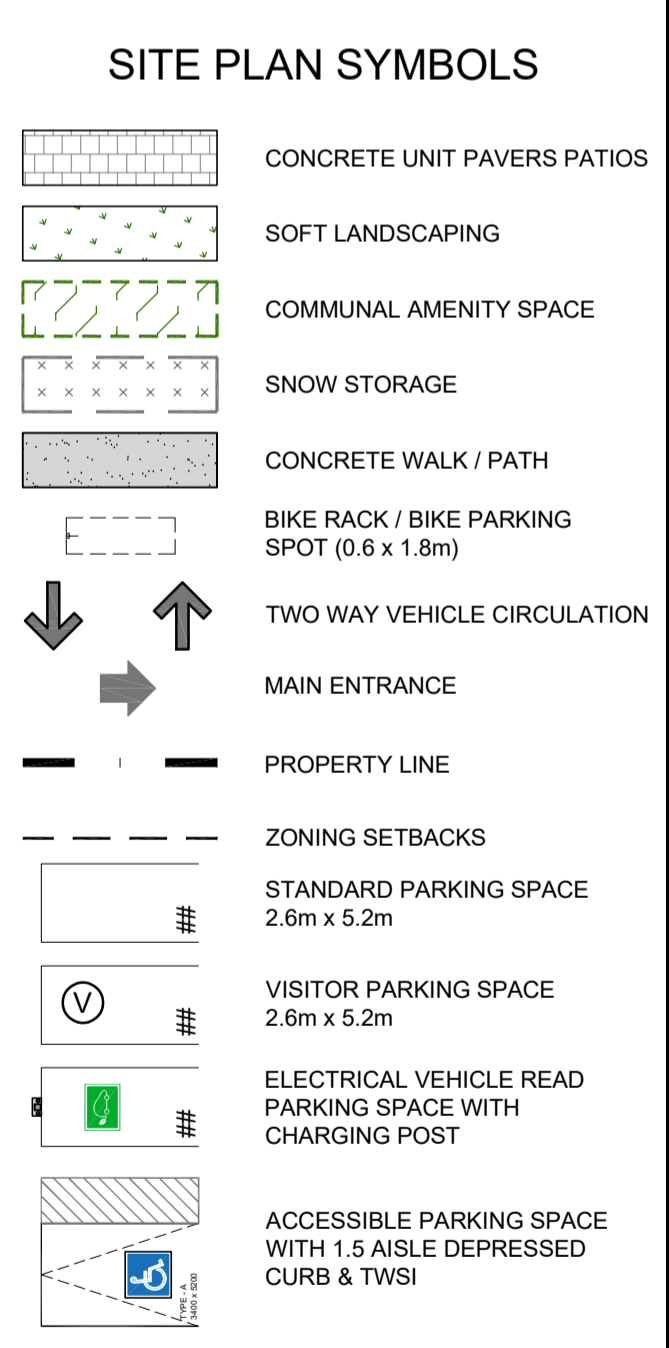 SITE PLAN SYMBOLS
CONCRETE UNIT PAVERS PATIOS
SOFT LANDSCAPING
COMMUNAL AMENITY SPACE
SNOW STORAGE
CONCRETE WALK / PATH
BIKE RACK / BIKE PARKING
SPOT (0.6 x 1.8m)
TWO WAY VEHICLE CIRCULATION
MAIN ENTRANCE
PROPERTY LINE
ZONING SETBACKS
STANDARD PARKING SPACE
2.6m x 5.2m
##
V
VISITOR PARKING SPACE
2.6m x 5.2m
##
ELECTRICAL VEHICLE READ
PARKING SPACE WITH
CHARGING POST
##
ACCESSIBLE PARKING SPACE
WITH 1.5 AISLE DEPRESSED
CURB & TWSI
TYPE - A
3400 x 5200